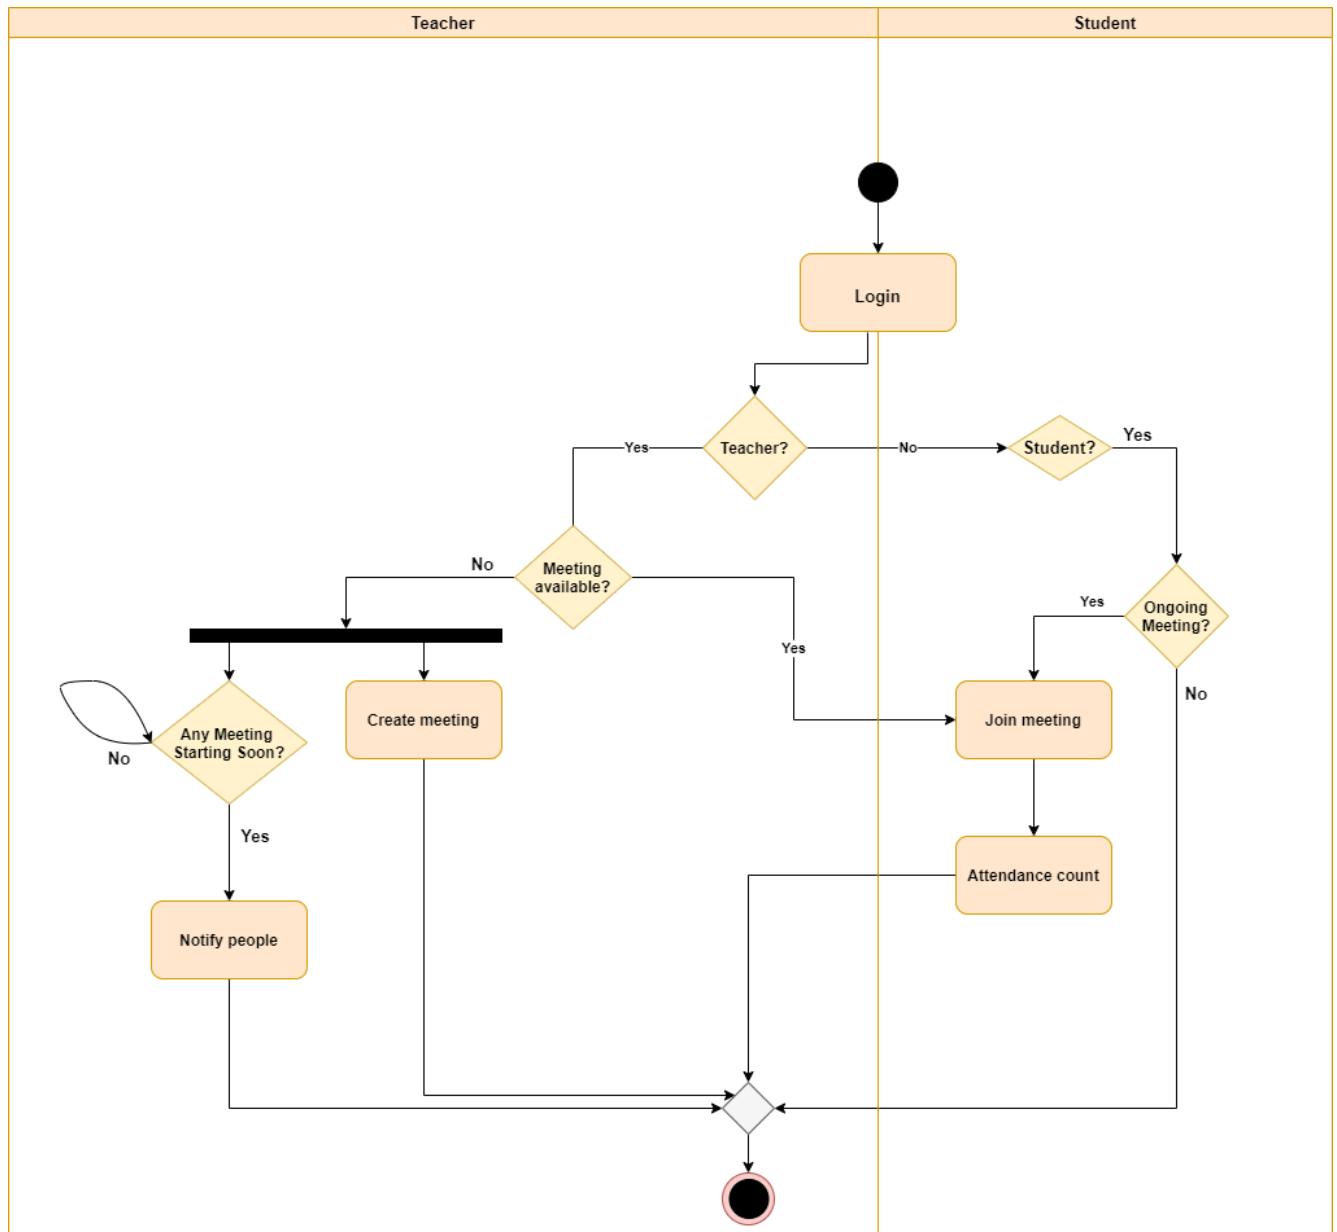 Teacher
Student
Login
Yes
Teacher?
No
Student?
Yes
No
Meeting
available?
Yes
Ongoing
Meeting?
Yes
No
Any Meeting
Starting Soon?
No
Create meeting
Join meeting
Yes
Attendance count
Notify people